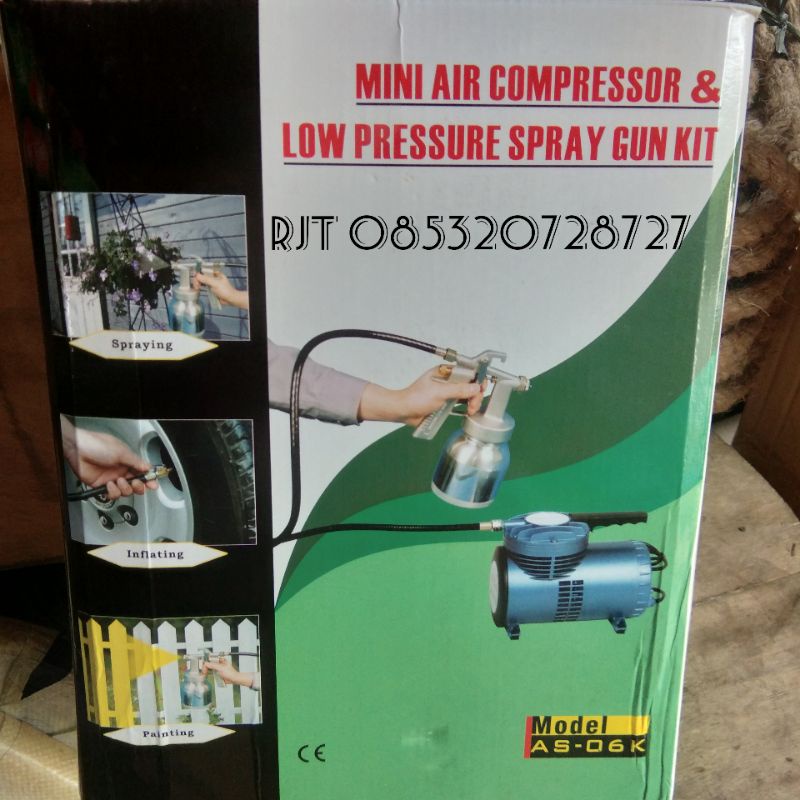 MINI AIR COMPRESSOR &
LOW PRESSURE SPRAY GUN KIT
RJT 085320728727
Spraying
Inflating
Painting
CE
Model
AS-06K